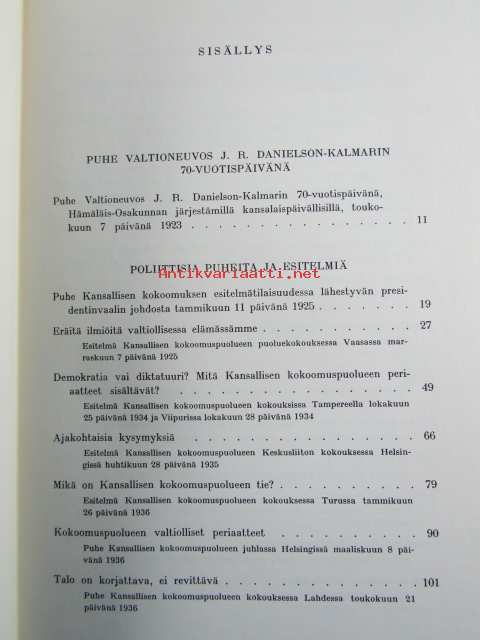 SISÄLLYS
PUHE VALTIONEUVOS J. R. DANIELSON-KALMARIN
70-VUOTISPÄIVÄNÄ
Puhe Valtioneuvos J. R. Danielson-Kalmarin 70-vuotispäivänä,
Hämäläis-Osakunnan järjestämillä kansalaispäivällisillä, touko-
kuun 7 päivänä 1923 . . . . . . . . . . . . 11
POLIITTISIA PUHEITA JA ESITELMIÄ
Antikvariaatti.net
Puhe Kansallisen kokoomuksen esitelmätilaisuudessa lähestyvän presi-
dentinvaalin johdosta tammikuun 11 päivänä 1925 . . . . 19
Eräitä ilmiöitä valtiollisessa elämässämme . . . . . . . . 27
Esitelmä Kansallisen kokoomuspuolueen puoluekokouksessa Vaasassa mar-
raskuun 7 päivänä 1925
Demokratia vai diktatuuri? Mitä Kansallisen kokoomuspuolueen peri-
aatteet sisältävät? . . . . . . . . . . . . 49
Esitelmä Kansallisen kokoomuspuolueen kokouksissa Tampereella lokakuun
25 päivänä 1934 ja Viipurissa lokakuun 28 päivänä 1934
Ajakohtaisia kysymyksiä . . . . . . . . . . . 66
Esitelmä Kansallisen kokoomuspuolueen Keskusliiton kokouksessa Helsin-
gissä huhtikuun 28 päivänä 1935
Mikä on Kansallisen kokoomuspuolueen tie? . . . . . . . . 79
Esitelmä Kansallisen kokoomuspuolueen kokouksessa Turussa tammikuun
26 päivänä 1936
Kokoomuspuolueen valtiolliset periaatteet . . . . . . . . 90
Puhe Kansallisen kokoomuspuolueen juhlassa Helsingissä maaliskuun 8 päi-
vänä 1936
Talo on korjattava, ei revittävä . . . . . . . . . . 101
Puhe Kansallisen kokoomuspuolueen kokouksessa Lahdessa toukokuun 21
päivänä 1936